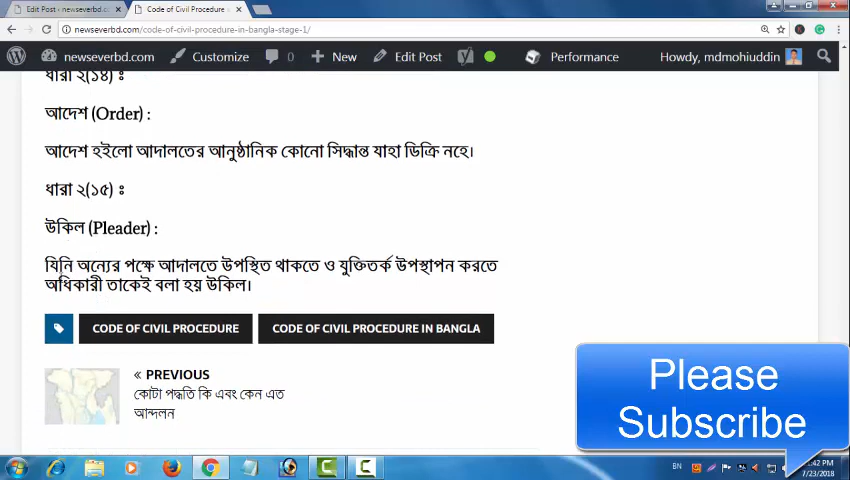 Edit Post ‹ newseverbd.com
Code of Civil Procedure
newseverbd.com/code-of-civil-procedure-in-bangla-stage-1/
Customize 0 New Edit Post Performance Howdy, mdmohiuddin
ধারা ২(১৪) ঃ
আদেশ (Order) :
আদেশ হইলো আদালতের আনুষ্ঠানিক কোনো সিদ্ধান্ত যাহা ডিক্রি নহে।
ধারা ২(১৫) ঃ
উকিল (Pleader) :
যিনি অন্যের পক্ষে আদালতে উপস্থিত থাকতে ও যুক্তিতর্ক উপস্থাপন করতে
অধিকারী তাকেই বলা হয় উকিল।
CODE OF CIVIL PROCEDURE CODE OF CIVIL PROCEDURE IN BANGLA
« PREVIOUS
কোটা পদ্ধতি কি এবং কেন এত
আন্দলন
Please
Subscribe
BN
:42 PM
7/23/2018